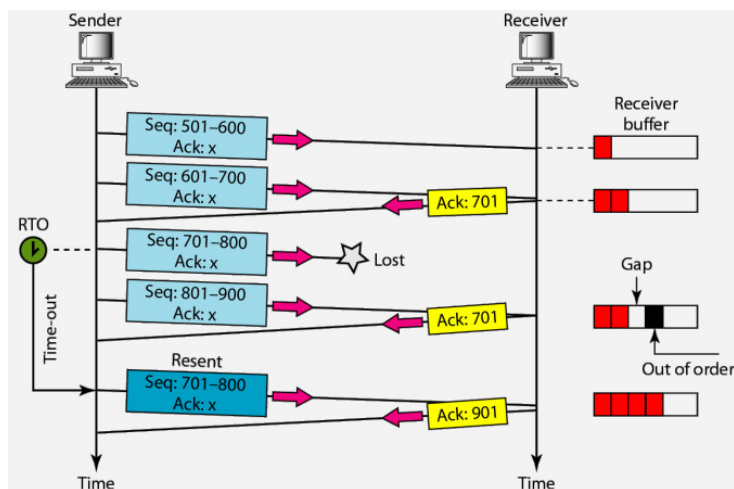 Sender
Receiver
Receiver
buffer
Seq: 501–600
Ack: x
Seq: 601–700
Ack: x
Ack: 701
RTO
Seq: 701–800
Ack: x
Lost
Gap
Seq: 801–900
Ack: x
Ack: 701
Time-out
Out of order
Resent
Seq: 701–800
Ack: x
Ack: 901
Time
Time